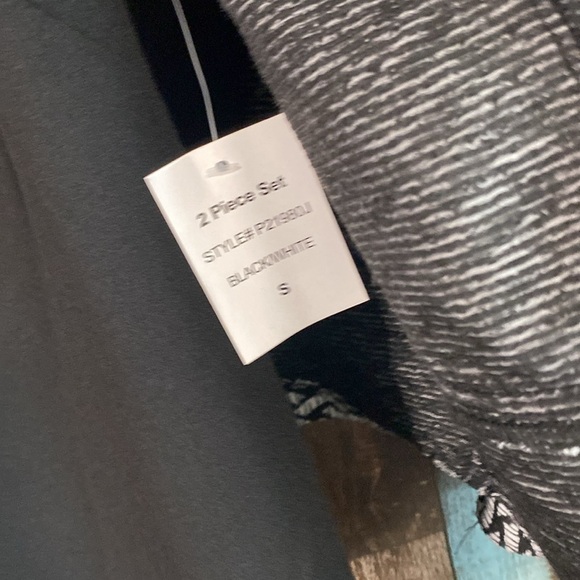 2 Piece Set
STYLE# P21980J
BLACK/WHITE
S